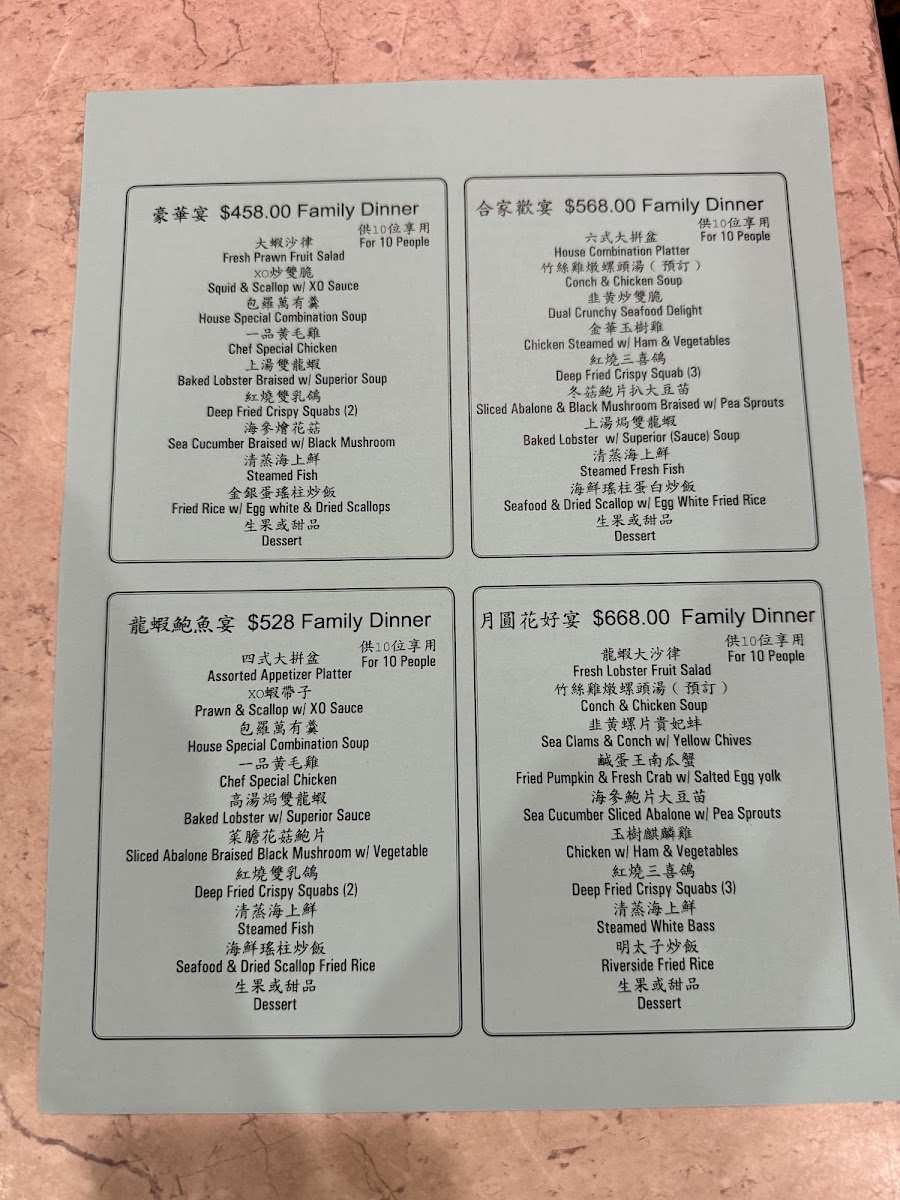 豪華宴 $458.00 Family Dinner
供10位享用
For 10 People
大蝦沙律
Fresh Prawn Fruit Salad
XO炒雙脆
Squid & Scallop w/ XO Sauce
包羅萬有羹
House Special Combination Soup
一品黃毛雞
Chef Special Chicken
上湯雙龍蝦
Baked Lobster Braised w/ Superior Soup
紅燒雙乳鴿
Deep Fried Crispy Squabs (2)
海參燴花菇
Sea Cucumber Braised w/ Black Mushroom
清蒸海上鮮
Steamed Fish
金銀蛋瑤柱炒飯
Fried Rice w/ Egg white & Dried Scallops
生果或甜品
Dessert
合家歡宴 $568.00 Family Dinner
供10位享用
For 10 People
六式大拼盆
House Combination Platter
竹絲雞燉螺頭湯（預訂）
Conch & Chicken Soup
韭黃炒雙脆
Dual Crunchy Seafood Delight
金華玉樹雞
Chicken Steamed w/ Ham & Vegetables
紅燒三喜鴿
Deep Fried Crispy Squab (3)
冬菇鮑片扒大豆苗
Sliced Abalone & Black Mushroom Braised w/ Pea Sprouts
上湯焗雙龍蝦
Baked Lobster w/ Superior (Sauce) Soup
清蒸海上鮮
Steamed Fresh Fish
海鮮瑤柱蛋白炒飯
Seafood & Dried Scallop w/ Egg White Fried Rice
生果或甜品
Dessert
龍蝦鮑魚宴 $528 Family Dinner
供10位享用
For 10 People
四式大拼盆
Assorted Appetizer Platter
XO蝦帶子
Prawn & Scallop w/ XO Sauce
包羅萬有羹
House Special Combination Soup
一品黃毛雞
Chef Special Chicken
高湯焗雙龍蝦
Baked Lobster w/ Superior Sauce
菜膽花菇鮑片
Sliced Abalone Braised Black Mushroom w/ Vegetable
紅燒雙乳鴿
Deep Fried Crispy Squabs (2)
清蒸海上鮮
Steamed Fish
海鮮瑤柱炒飯
Seafood & Dried Scallop Fried Rice
生果或甜品
Dessert
月圓花好宴 $668.00 Family Dinner
供10位享用
For 10 People
龍蝦大沙律
Fresh Lobster Fruit Salad
竹絲雞燉螺頭湯（預訂）
Conch & Chicken Soup
韭黃螺片貴妃蚌
Sea Clams & Conch w/ Yellow Chives
鹹蛋王南瓜蟹
Fried Pumpkin & Fresh Crab w/ Salted Egg yolk
海參鮑片大豆苗
Sea Cucumber Sliced Abalone w/ Pea Sprouts
玉樹麒麟雞
Chicken w/ Ham & Vegetables
紅燒三喜鴿
Deep Fried Crispy Squabs (3)
清蒸海上鮮
Steamed White Bass
明太子炒飯
Riverside Fried Rice
生果或甜品
Dessert